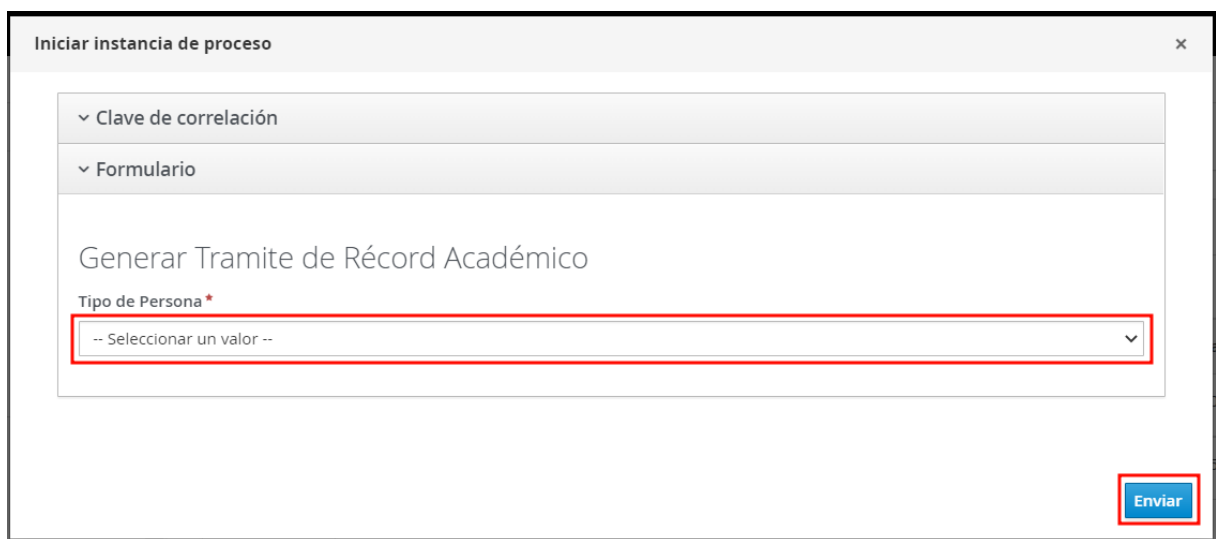 Iniciar instancia de proceso
Clave de correlación
Formulario
Generar Tramite de Récord Académico
Tipo de Persona*
-- Seleccionar un valor --
Enviar